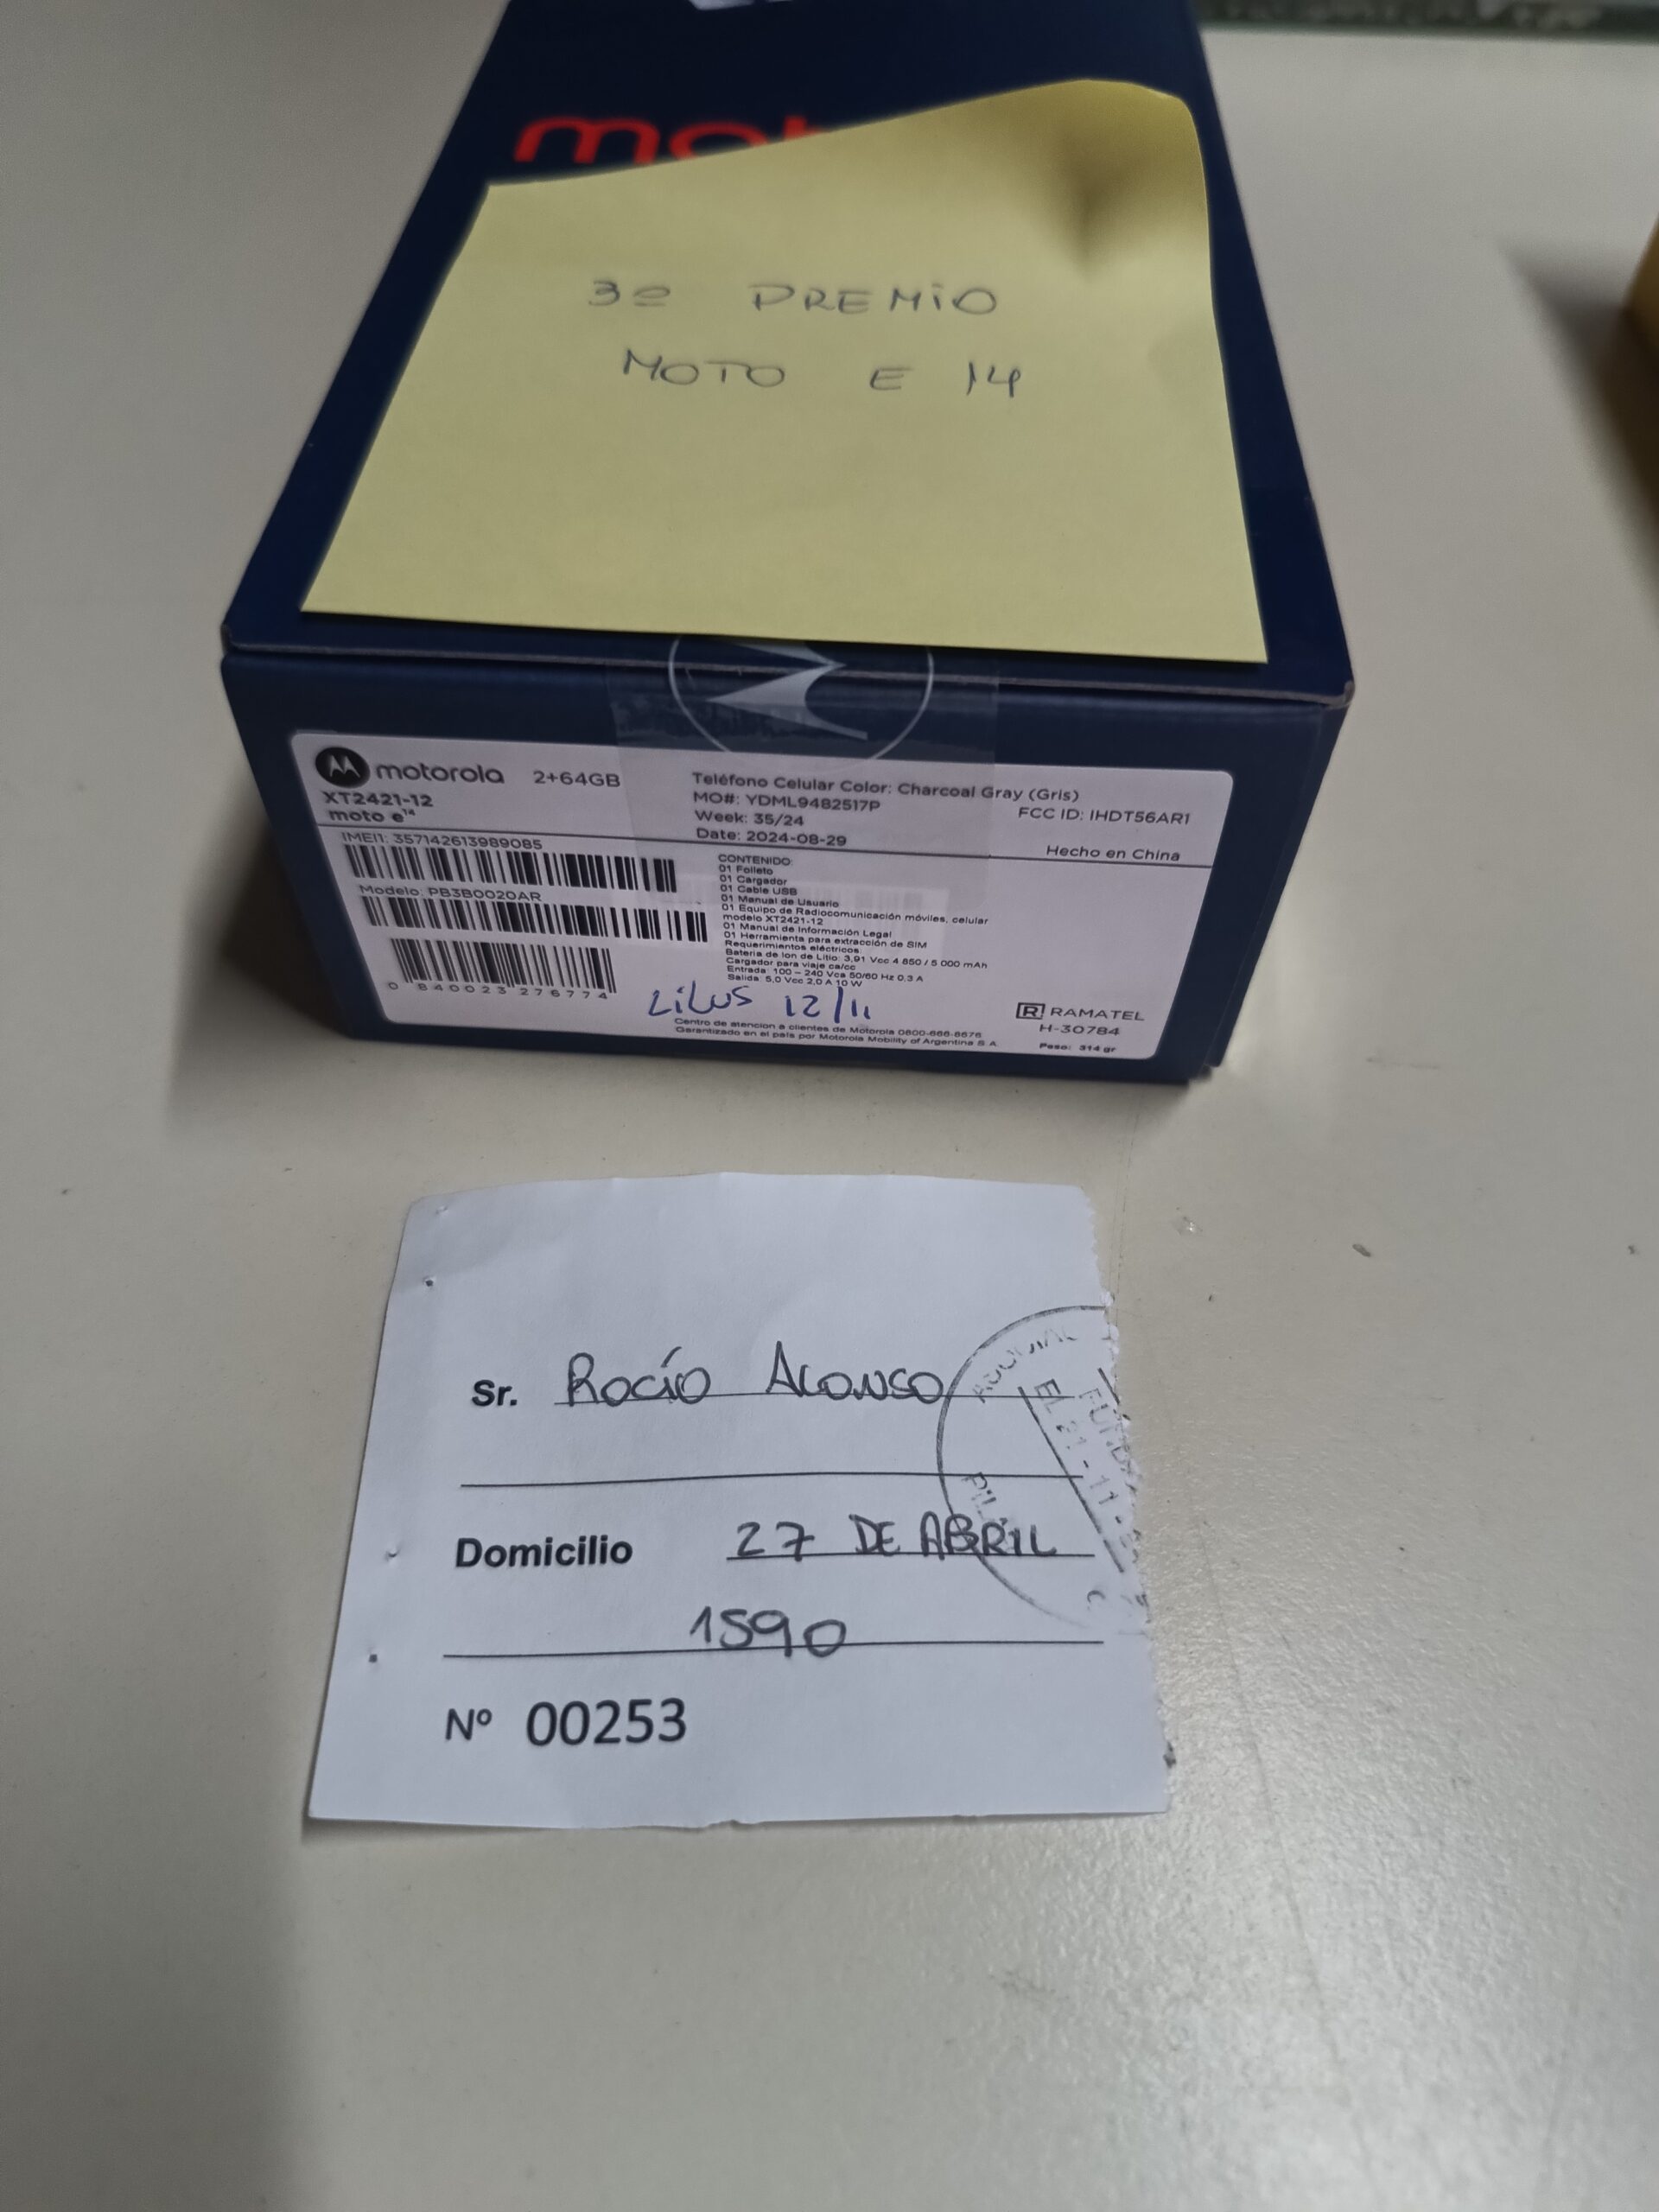 3º PREMIO
MOTO E 14
motorola 2+64GB
XT2421-12
moto e14
Teléfono Celular Color: Charcoal Gray (Gris)
MO#: YDML9482517P
FCC ID: IHDT56AR1
Week: 35/24
Date: 2024-08-29
Hecho en China
IMEI1: 357142613989085
Modelo: PB3B0020AR
0 840023 276774
CONTENIDO:
01 Folleto
01 Cargador
01 Cable USB
01 Manual de Usuario
01 Equipo de Radiocomunicación móviles, celular
modelo XT2421-12
01 Manual de Información Legal
01 Herramienta para extracción de SIM
Requerimientos eléctricos
Batería de Ion de Litio: 3,91 Vcc 4 850 / 5 000 mAh
Cargador para viaje ca/cc
Entrada: 100 – 240 Vca 50/60 Hz 0,3 A
Salida: 5,0 Vcc 2,0 A 10 W
12/11
RAMATEL
H-30784
Peso: 314 gr
Centro de atencion a clientes de Motorola 0800-666-8676
Garantizado en el país por Motorola Mobility of Argentina S.A.
Sr. Rocío Alonso
Domicilio 27 DE ABRIL
1590
Nº 00253
EL 21-11-